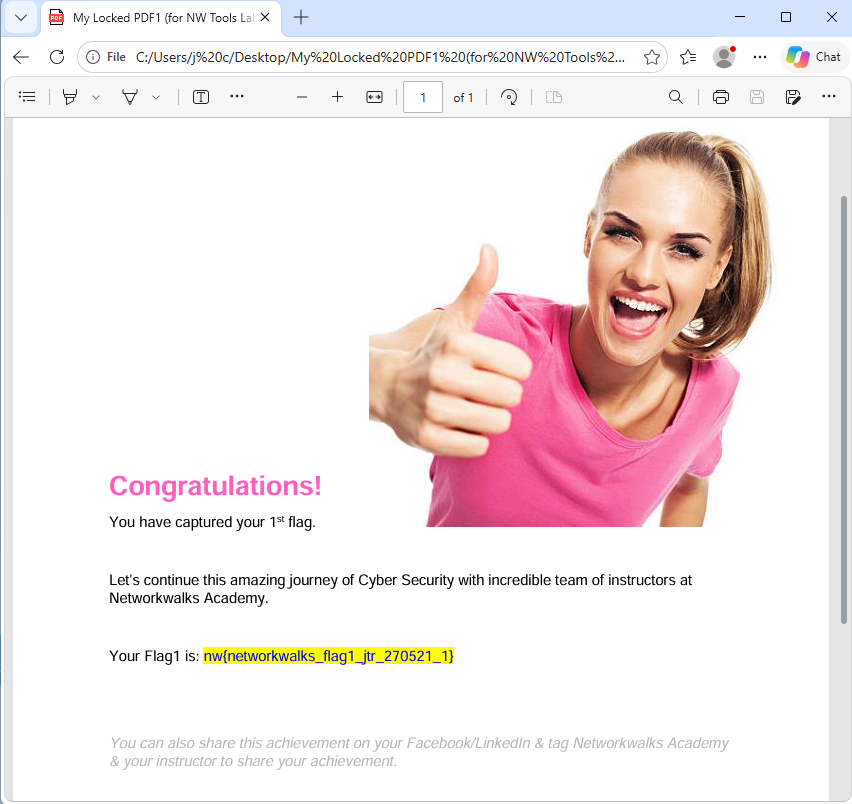 My Locked PDF1 (for NW Tools La
File C:/Users/j%20c/Desktop/My%20Locked%20PDF1%20(for%20NW%20Tools%2... Chat
1 of 1
Congratulations!
You have captured your 1st flag.
Let's continue this amazing journey of Cyber Security with incredible team of instructors at
Networkwalks Academy.
Your Flag1 is: nw{networkwalks_flag1_jtr_270521_1}
You can also share this achievement on your Facebook/LinkedIn & tag Networkwalks Academy
& your instructor to share your achievement.